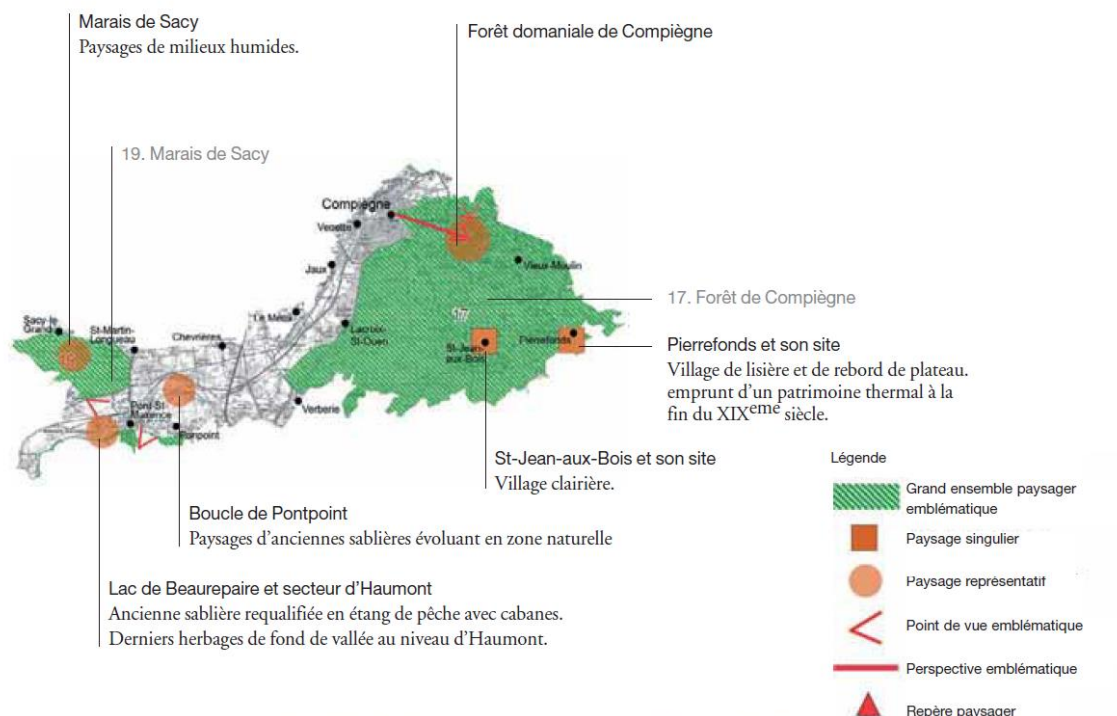 Marais de Sacy
Paysages de milieux humides.
Forêt domaniale de Compiègne
19. Marais de Sacy
Compiègne
Venette
Jaux
Vieux-Moulin
17. Forêt de Compiègne
17
Le Meux
Sacy-le-
Grand
St-Martin-
Longueau
Chevrières
Lacroix-
St-Ouen
St-Jean-
aux-Bois
Pierrefonds
19
Pierrefonds et son site
Village de lisière et de rebord de plateau.
emprunt d'un patrimoine thermal à la
fin du XIXeme siècle.
Verberie
Pont-St-
Maxence
Pontpoint
St-Jean-aux-Bois et son site
Village clairière.
Boucle de Pontpoint
Paysages d'anciennes sablières évoluant en zone naturelle
Lac de Beaurepaire et secteur d'Haumont
Ancienne sablière requalifiée en étang de pêche avec cabanes.
Derniers herbages de fond de vallée au niveau d'Haumont.
Légende
Grand ensemble paysager
emblématique
Paysage singulier
Paysage représentatif
Point de vue emblématique
Perspective emblématique
Repère paysager